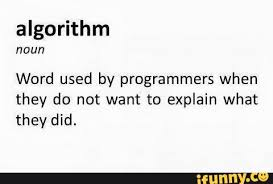 algorithm
noun
Word used by programmers when
they do not want to explain what
they did.
ifunny.co